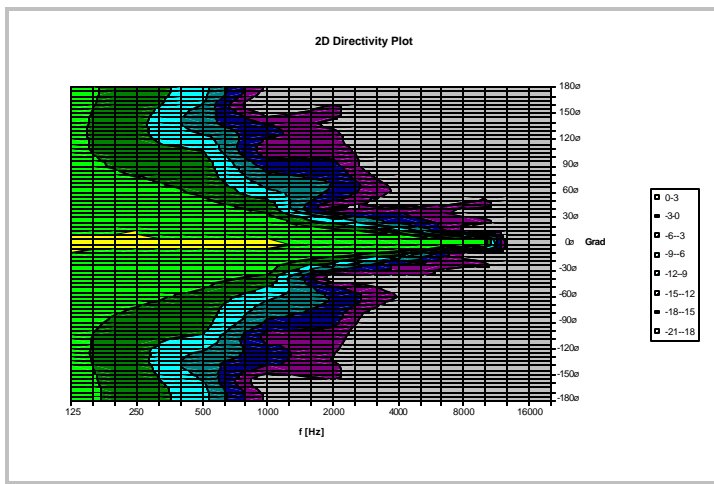 2D Directivity Plot
180ø
150ø
120ø
90ø
60ø
30ø
0ø Grad
-30ø
-60ø
-90ø
-120ø
-150ø
-180ø
125 250 500 1000 2000 4000 8000 16000
f [Hz]
0-3
-3-0
-6--3
-9--6
-12--9
-15--12
-18--15
-21--18